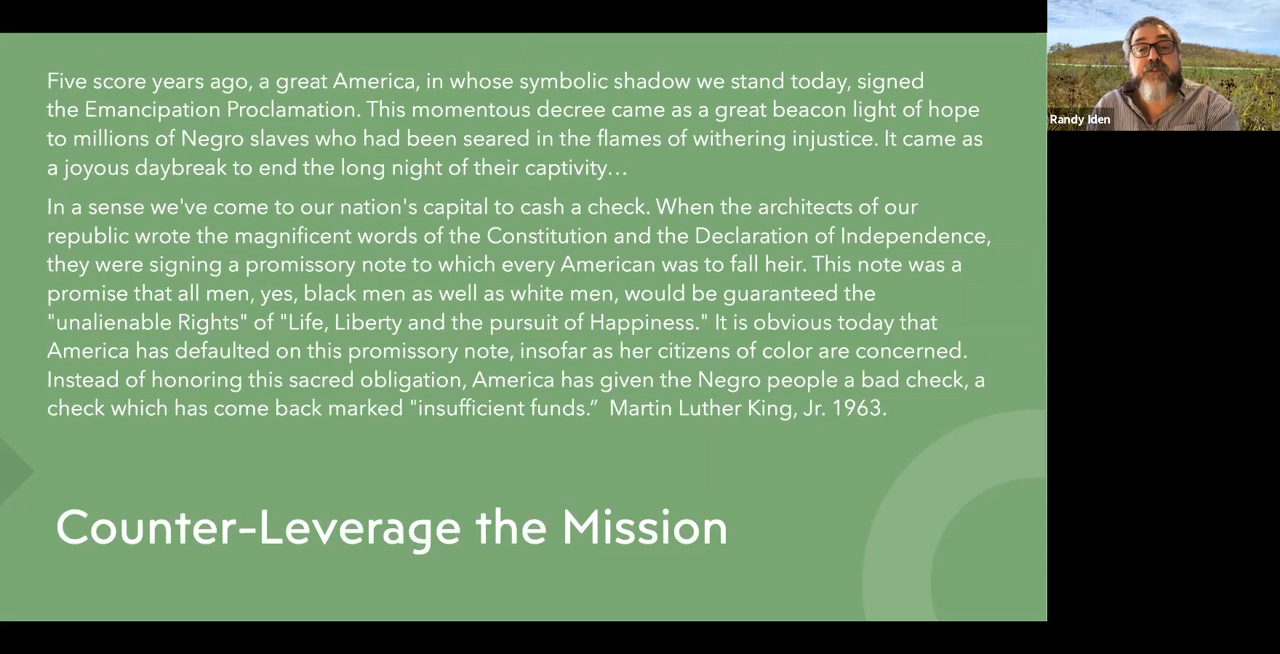 Five score years ago, a great America, in whose symbolic shadow we stand today, signed
the Emancipation Proclamation. This momentous decree came as a great beacon light of hope
to millions of Negro slaves who had been seared in the flames of withering injustice. It came as
a joyous daybreak to end the long night of their captivity…
In a sense we've come to our nation's capital to cash a check. When the architects of our
republic wrote the magnificent words of the Constitution and the Declaration of Independence,
they were signing a promissory note to which every American was to fall heir. This note was a
promise that all men, yes, black men as well as white men, would be guaranteed the
"unalienable Rights" of "Life, Liberty and the pursuit of Happiness." It is obvious today that
America has defaulted on this promissory note, insofar as her citizens of color are concerned.
Instead of honoring this sacred obligation, America has given the Negro people a bad check, a
check which has come back marked "insufficient funds.”  Martin Luther King, Jr. 1963.
Counter-Leverage the Mission
Randy Iden